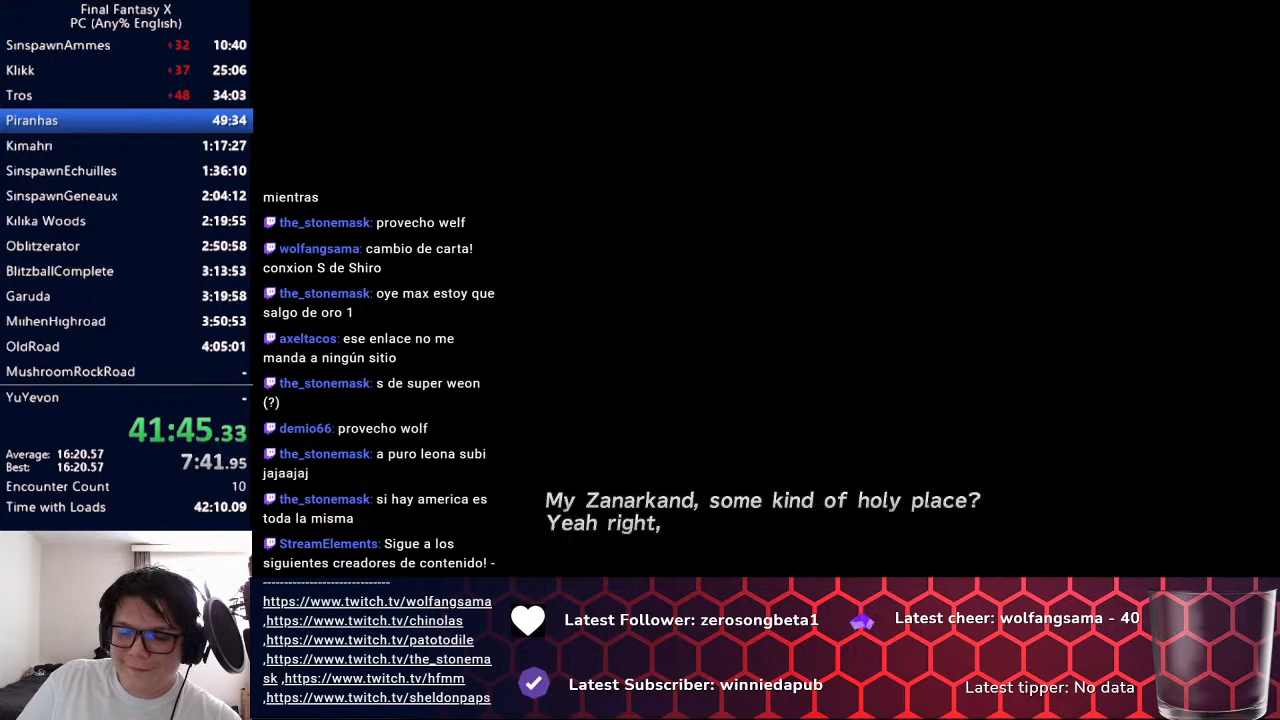 Final Fantasy X
PC (Any% English)
SinspawnAmmes +32 10:40
Klikk +37 25:06
Tros +48 34:03
Piranhas 49:34
Kimahri 1:17:27
SinspawnEchuilles 1:36:10
SinspawnGeneaux 2:04:12
Kilika Woods 2:19:55
Oblitzerator 2:50:58
BlitzballComplete 3:13:53
Garuda 3:19:58
MiihenHighroad 3:50:53
OldRoad 4:05:01
MushroomRockRoad -
YuYevon -
41:45.33
Average: 16:20.57
Best: 16:20.57
7:41.95
Encounter Count 10
Time with Loads 42:10.09
mientras
the_stonemask: provecho welf
wolfangsama: cambio de carta!
conxion S de Shiro
the_stonemask: oye max estoy que
salgo de oro 1
axeltacos: ese enlace no me
manda a ningún sitio
the_stonemask: s de super weon
(?)
demio66: provecho wolf
the_stonemask: a puro leona subi
jajaajaj
the_stonemask: si hay america es
toda la misma
StreamElements: Sigue a los
siguientes creadores de contenido! -
------------------------------
https://www.twitch.tv/wolfangsama
,https://www.twitch.tv/chinolas
,https://www.twitch.tv/patotodile
,https://www.twitch.tv/the_stonema
sk ,https://www.twitch.tv/hfmm
,https://www.twitch.tv/sheldonpaps
My Zanarkand, some kind of holy place?
Yeah right,
Latest Follower: zerosongbeta1
Latest cheer: wolfangsama - 40
Latest Subscriber: winniedapub
Latest tipper: No data